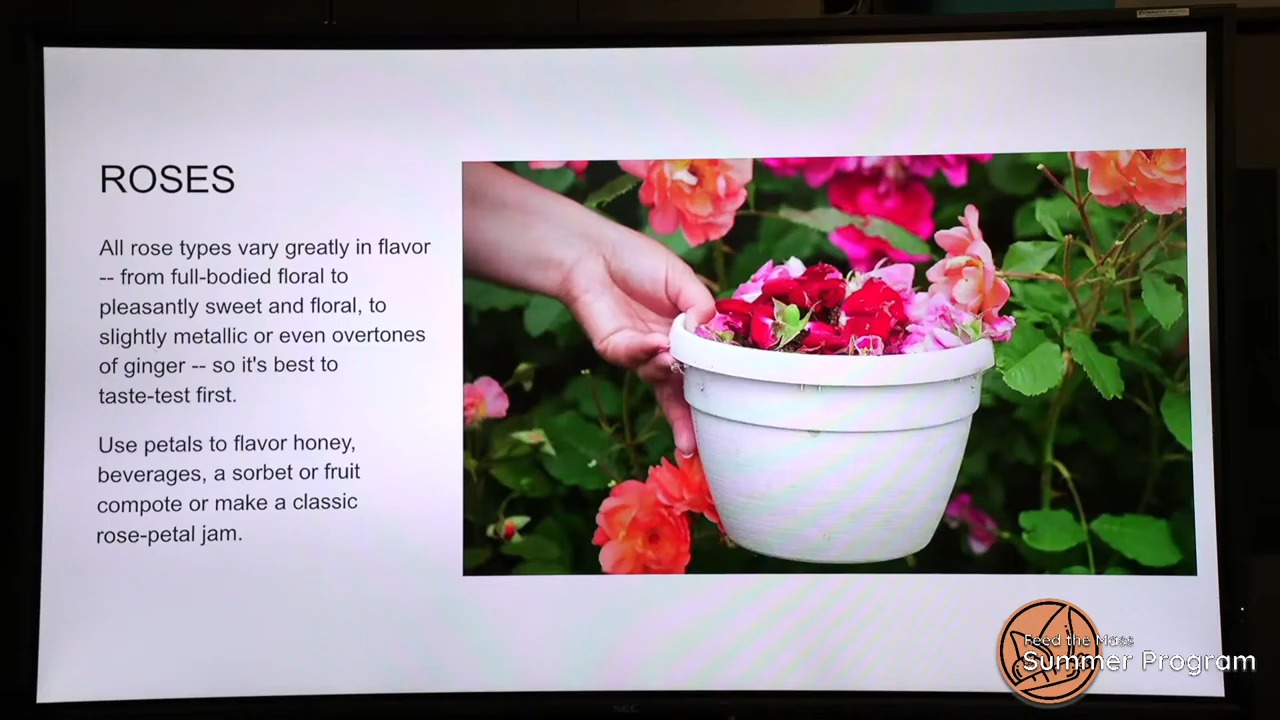 ROSES
All rose types vary greatly in flavor
-- from full-bodied floral to
pleasantly sweet and floral, to
slightly metallic or even overtones
of ginger -- so it's best to
taste-test first.
Use petals to flavor honey,
beverages, a sorbet or fruit
compote or make a classic
rose-petal jam.
Feed the Mass
Summer Program
NEC